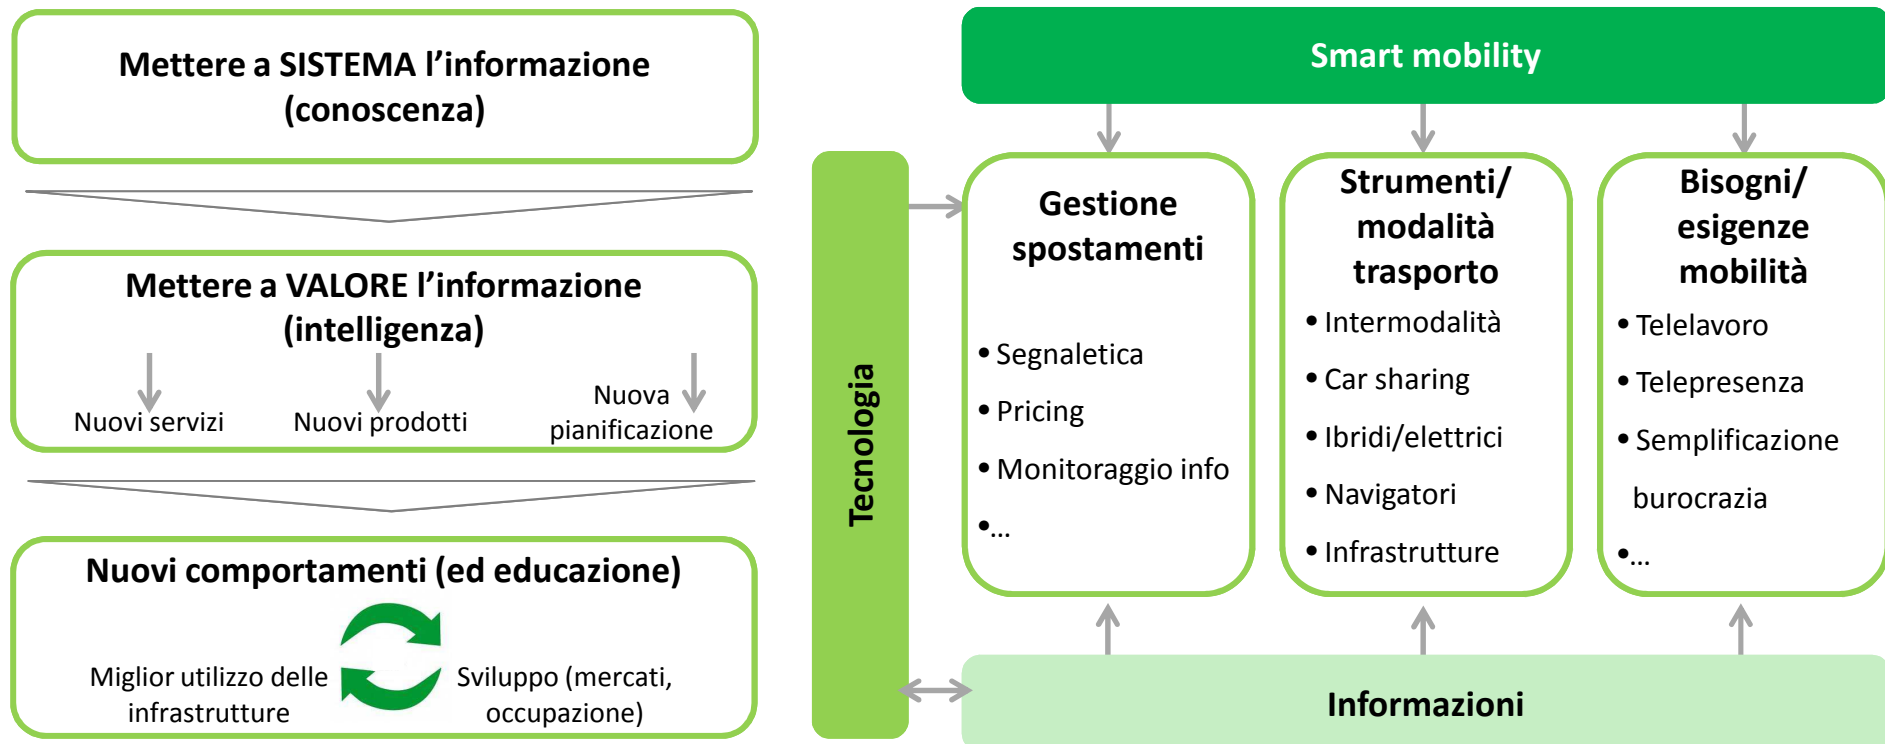 Mettere a SISTEMA l’informazione
(conoscenza)
Mettere a VALORE l’informazione
(intelligenza)
Nuovi servizi
Nuovi prodotti
Nuova
pianificazione
Nuovi comportamenti (ed educazione)
Miglior utilizzo delle
infrastrutture
Sviluppo (mercati,
occupazione)
Smart mobility
Tecnologia
Gestione
spostamenti
• Segnaletica
• Pricing
• Monitoraggio info
•...
Strumenti/
modalità
trasporto
• Intermodalità
• Car sharing
• Ibridi/elettrici
• Navigatori
• Infrastrutture
Bisogni/
esigenze
mobilità
• Telelavoro
• Telepresenza
• Semplificazione
burocrazia
•...
Informazioni